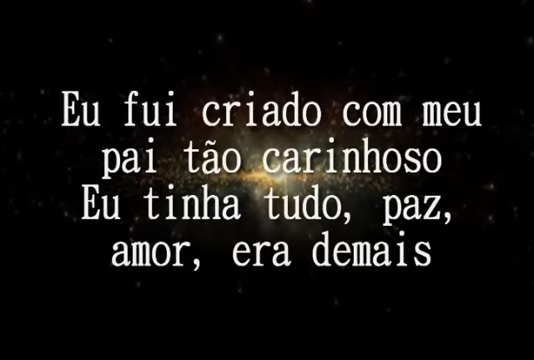 Eu fui criado com meu
pai tão carinhoso
Eu tinha tudo, paz,
amor, era demais